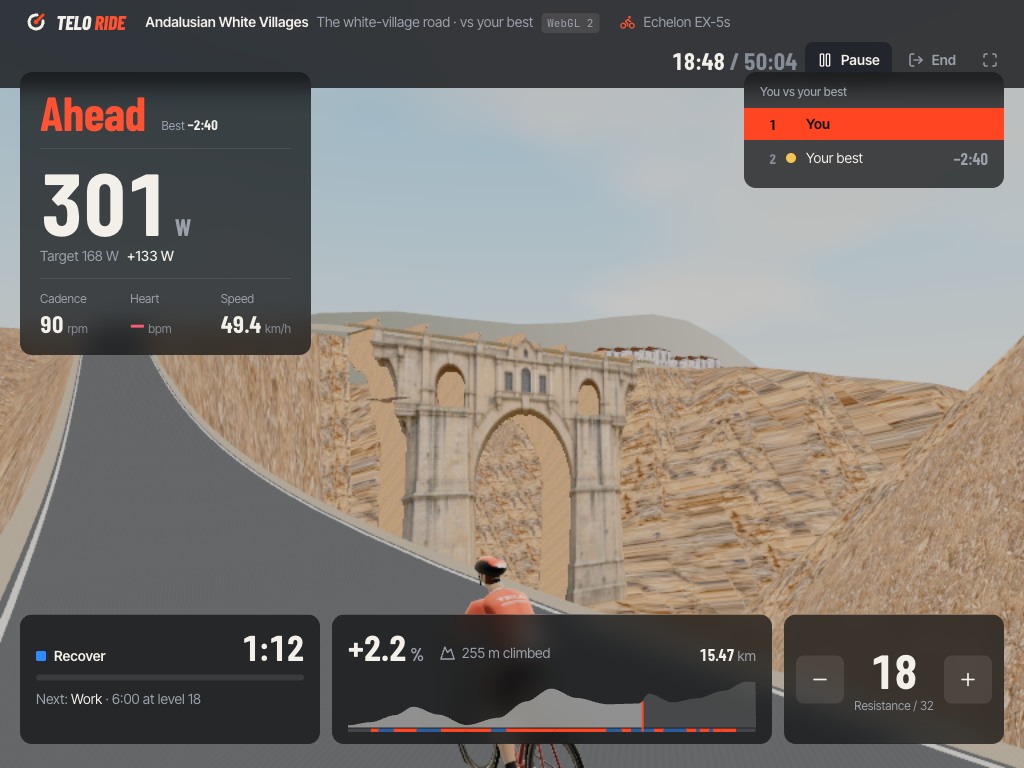 TELO RIDE Andalusian White Villages The white-village road · vs your best WebGL 2 Echelon EX-5s
18:48 / 50:04 Pause End
Ahead Best −2:40
301 W
Target 168 W +133 W
Cadence Heart Speed
90 rpm — bpm 49.4 km/h
You vs your best
1 You
2 Your best −2:40
TELO
Recover 1:12
Next: Work · 6:00 at level 18
+2.2 % 255 m climbed 15.47 km
− 18 +
Resistance / 32